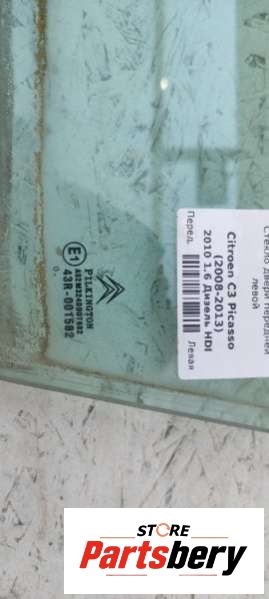 Стекло двери передней
левой
Citroen C3 Picasso
(2008-2013)
2010 1.6 Дизель HDI
Перед. Левая
PILKINGTON
E1
43R-001582
STORE
Partsbery